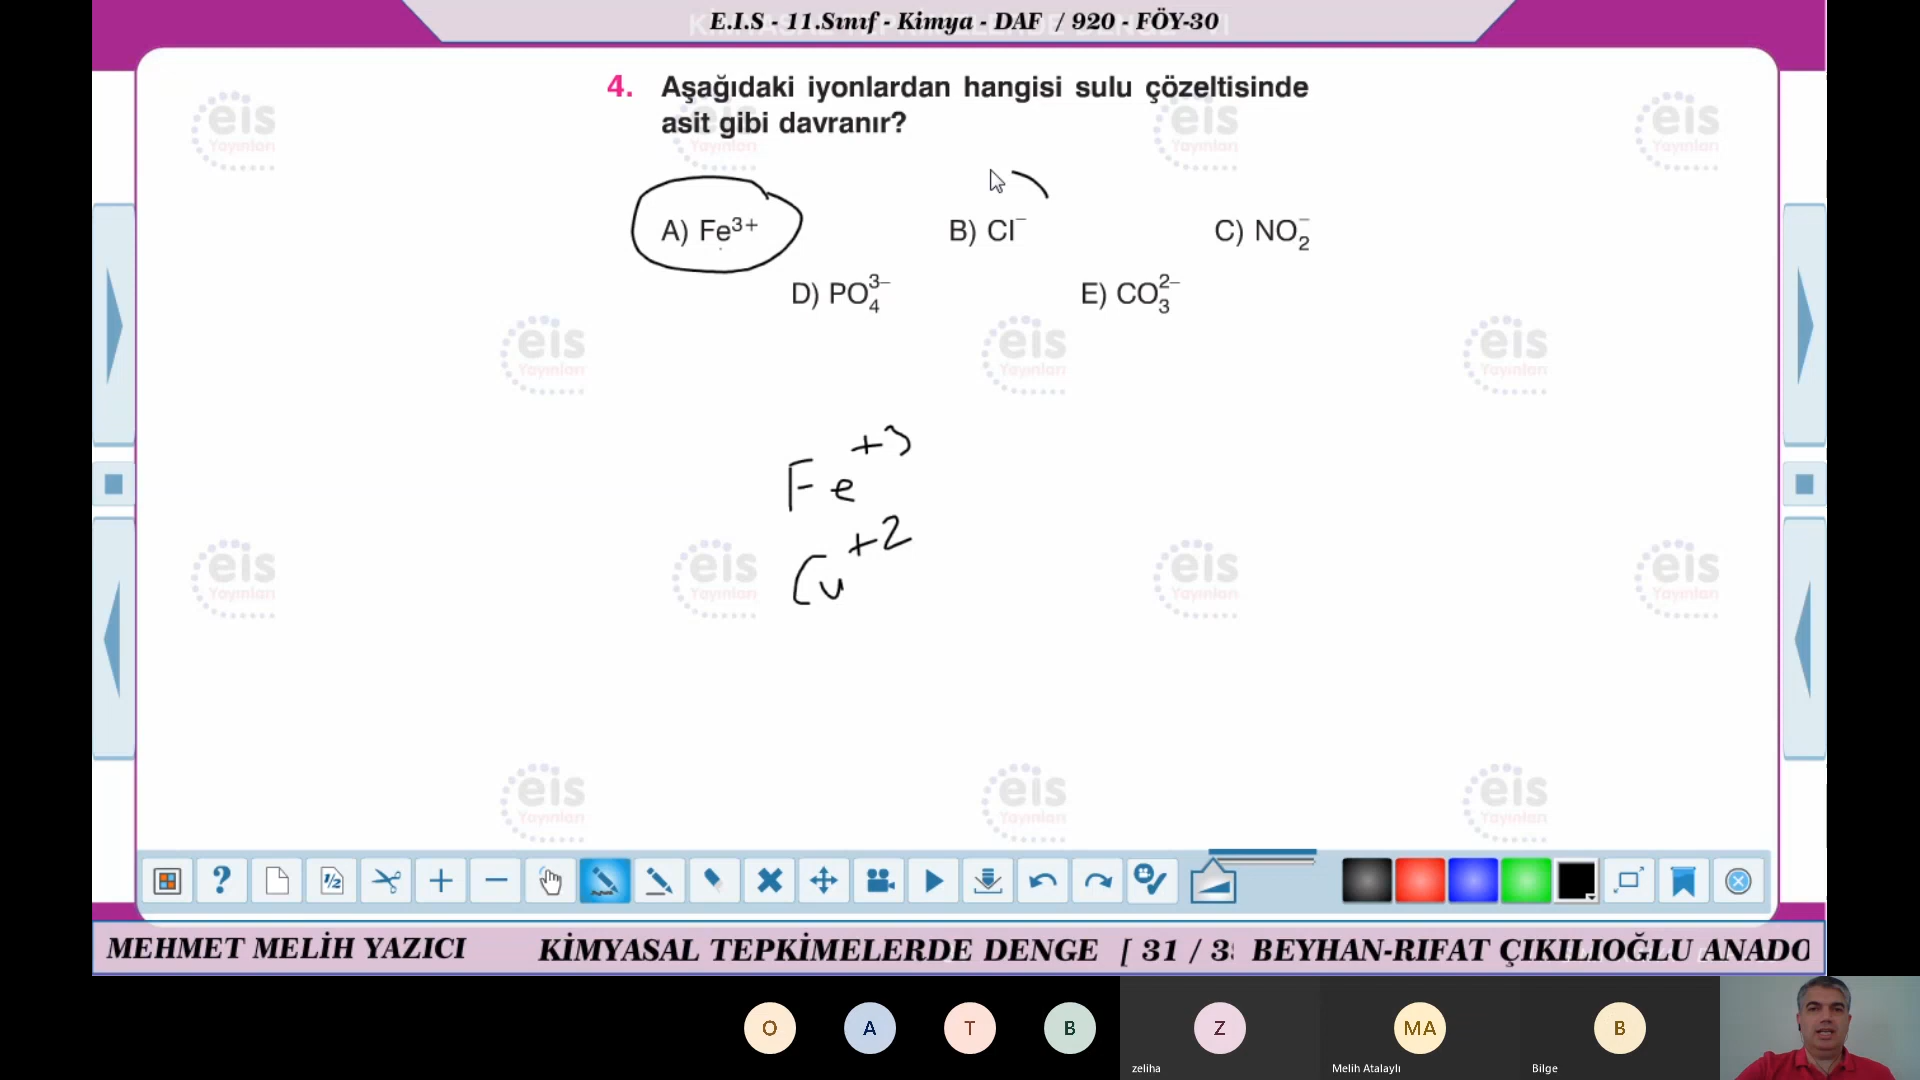 E.I.S - 11.Sınıf - Kimya - DAF / 920 - FÖY-30
4. Aşağıdaki iyonlardan hangisi sulu çözeltisinde
asit gibi davranır?
A) Fe³⁺ B) Cl⁻ C) NO₂⁻
D) PO₄³⁻ E) CO₃²⁻
Fe⁺³
Cu⁺²
eis Yayınları
MEHMET MELİH YAZICI KİMYASAL TEPKİMELERDE DENGE [ 31 / 3 BEYHAN-RIFAT ÇIKILIOĞLU ANADO
O A T B Z MA B
zeliha Melih Atalaylı Bilge